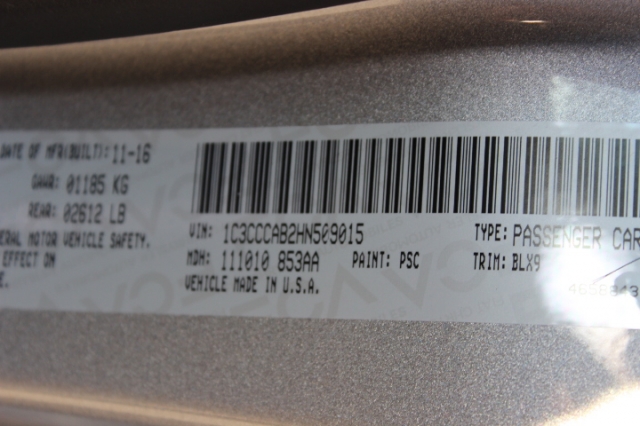 DATE OF MFR(BUILT): 11-16
GAWR: 01185 KG
REAR: 02612 LB
ERAL MOTOR VEHICLE SAFETY.
EFFECT ON
E.
VIN: 1C3CCCAB2HN509015 TYPE: PASSENGER CAR
MDH: 111010 853AA PAINT: PSC TRIM: BLX9
VEHICLE MADE IN U.S.A.